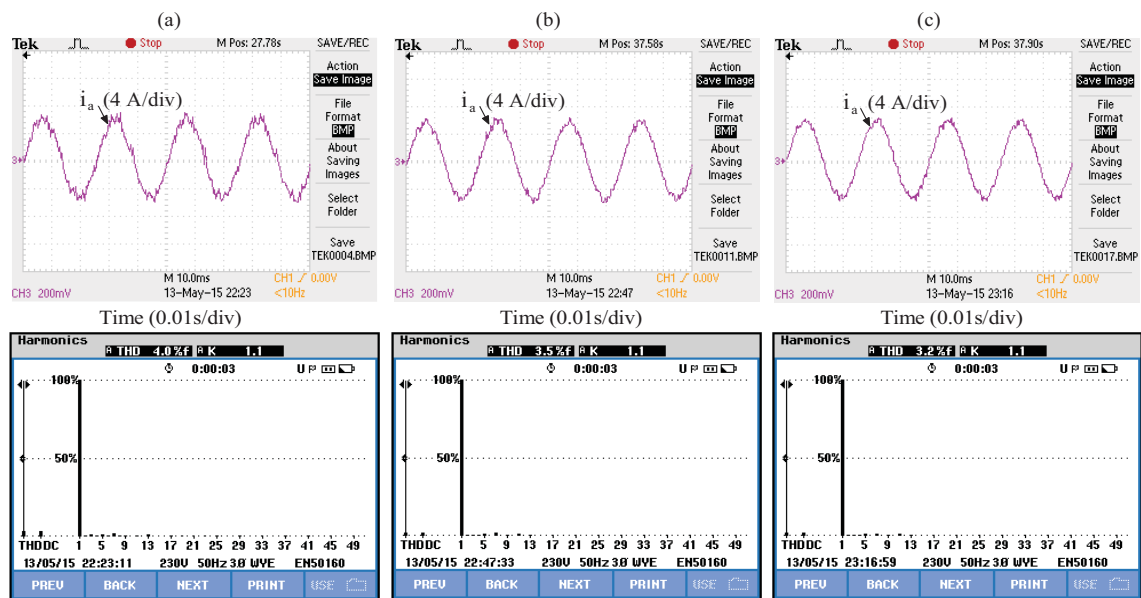 (a)
Tek Stop M Pos: 27.78s SAVE/REC
Action
Save Image
File
Format
BMP
About
Saving
Images
Select
Folder
Save
TEK0004.BMP
i_a (4 A/div)
3
CH3 200mV M 10.0ms CH1 0.00V
13-May-15 22:23 <10Hz
Time (0.01s/div)
Harmonics
A THD 4.0%f A K 1.1
0:00:03 U
100%
50%
THDDC 1 5 9 13 17 21 25 29 33 37 41 45 49
13/05/15 22:23:11 230V 50Hz 3Ø WYE EN50160
PREV BACK NEXT PRINT USE
(b)
Tek Stop M Pos: 37.58s SAVE/REC
Action
Save Image
File
Format
BMP
About
Saving
Images
Select
Folder
Save
TEK0011.BMP
i_a (4 A/div)
3
CH3 200mV M 10.0ms CH1 0.00V
13-May-15 22:47 <10Hz
Time (0.01s/div)
Harmonics
A THD 3.5%f A K 1.1
0:00:03 U
100%
50%
THDDC 1 5 9 13 17 21 25 29 33 37 41 45 49
13/05/15 22:47:33 230V 50Hz 3Ø WYE EN50160
PREV BACK NEXT PRINT USE
(c)
Tek Stop M Pos: 37.90s SAVE/REC
Action
Save Image
File
Format
BMP
About
Saving
Images
Select
Folder
Save
TEK0017.BMP
i_a (4 A/div)
3
CH3 200mV M 10.0ms CH1 0.00V
13-May-15 23:16 <10Hz
Time (0.01s/div)
Harmonics
A THD 3.2%f A K 1.1
0:00:03 U
100%
50%
THDDC 1 5 9 13 17 21 25 29 33 37 41 45 49
13/05/15 23:16:59 230V 50Hz 3Ø WYE EN50160
PREV BACK NEXT PRINT USE